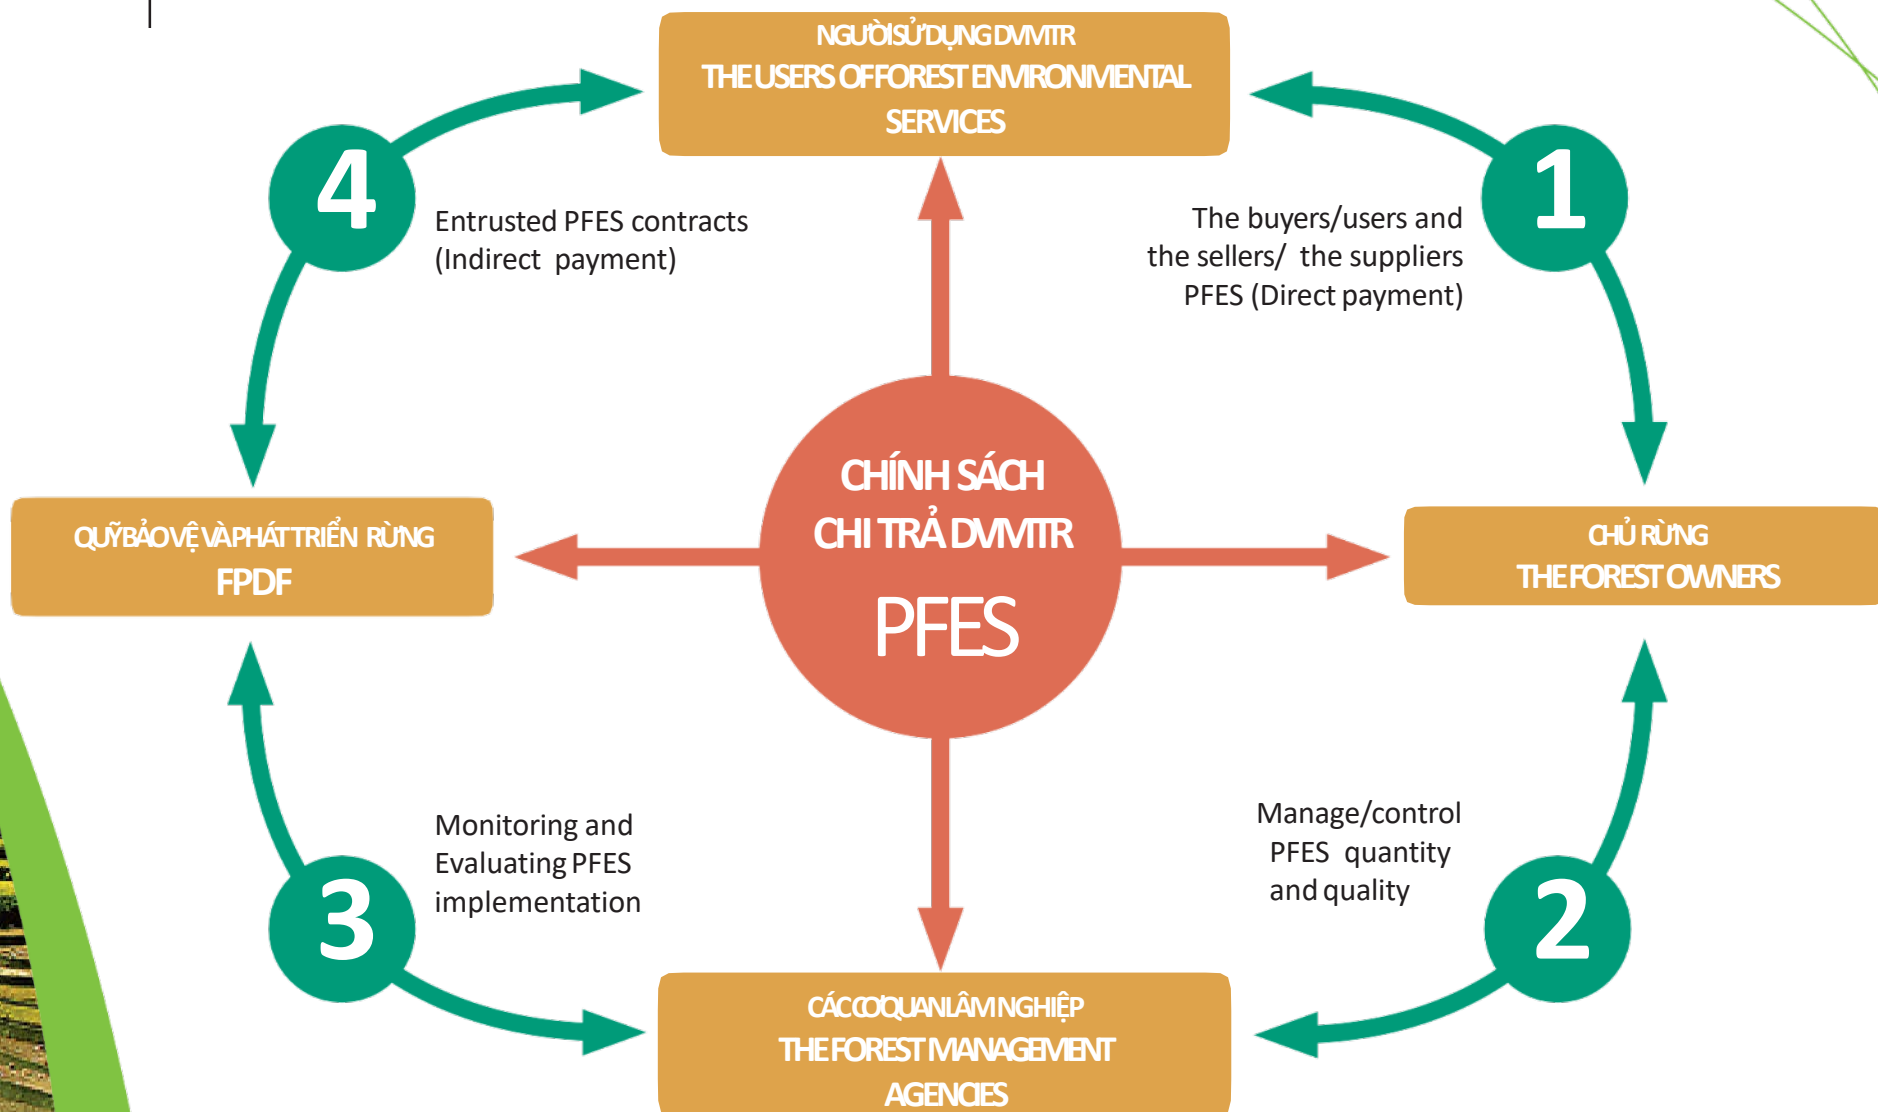 NGƯỜI SỬ DỤNG DVMTR
THE USERS OF FOREST ENVIRONMENTAL
SERVICES
4
Entrusted PFES contracts
(Indirect payment)
1
The buyers/users and
the sellers/ the suppliers
PFES (Direct payment)
CHÍNH SÁCH
CHI TRẢ DVMTR
PFES
QUỸ BẢO VỆ VÀ PHÁT TRIỂN RỪNG
FPDF
CHỦ RỪNG
THE FOREST OWNERS
3
Monitoring and
Evaluating PFES
implementation
2
Manage/control
PFES quantity
and quality
CÁC CƠ QUAN LÂM NGHIỆP
THE FOREST MANAGEMENT
AGENCIES